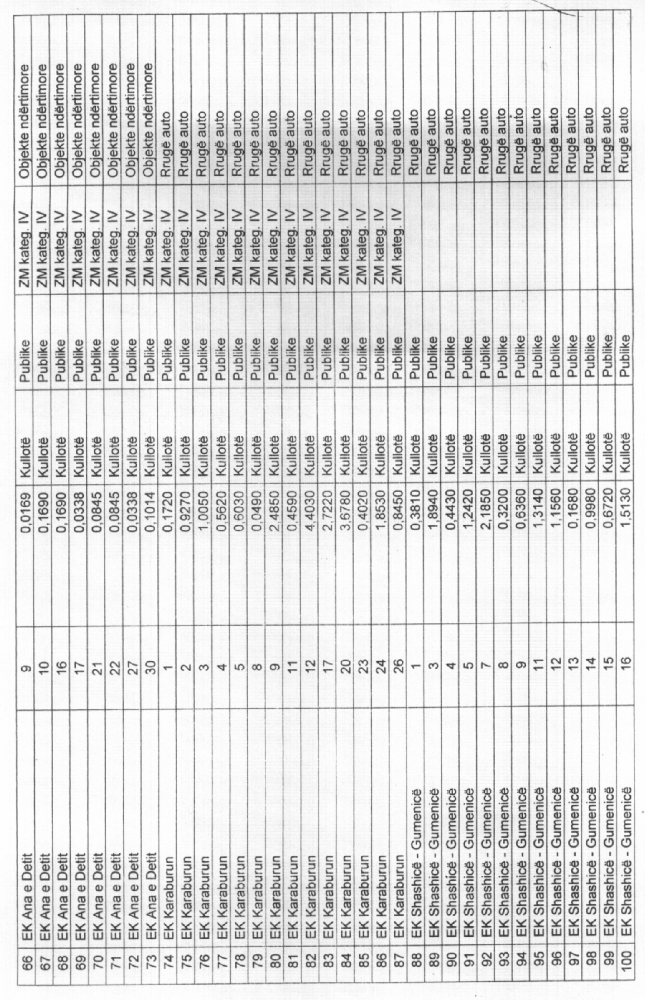 66 EK Ana e Detit 9 0,0169 Kullotë Publike ZM kateg. IV Objekte ndërtimore
67 EK Ana e Detit 10 0,1690 Kullotë Publike ZM kateg. IV Objekte ndërtimore
68 EK Ana e Detit 16 0,1690 Kullotë Publike ZM kateg. IV Objekte ndërtimore
69 EK Ana e Detit 17 0,0338 Kullotë Publike ZM kateg. IV Objekte ndërtimore
70 EK Ana e Detit 21 0,0845 Kullotë Publike ZM kateg. IV Objekte ndërtimore
71 EK Ana e Detit 22 0,0845 Kullotë Publike ZM kateg. IV Objekte ndërtimore
72 EK Ana e Detit 27 0,0338 Kullotë Publike ZM kateg. IV Objekte ndërtimore
73 EK Ana e Detit 30 0,1014 Kullotë Publike ZM kateg. IV Objekte ndërtimore
74 EK Karaburun 1 0,1720 Kullotë Publike ZM kateg. IV Rrugë auto
75 EK Karaburun 2 0,9270 Kullotë Publike ZM kateg. IV Rrugë auto
76 EK Karaburun 3 1,0050 Kullotë Publike ZM kateg. IV Rrugë auto
77 EK Karaburun 4 0,5620 Kullotë Publike ZM kateg. IV Rrugë auto
78 EK Karaburun 5 0,6030 Kullotë Publike ZM kateg. IV Rrugë auto
79 EK Karaburun 8 0,0490 Kullotë Publike ZM kateg. IV Rrugë auto
80 EK Karaburun 9 2,4850 Kullotë Publike ZM kateg. IV Rrugë auto
81 EK Karaburun 11 0,4590 Kullotë Publike ZM kateg. IV Rrugë auto
82 EK Karaburun 12 4,4030 Kullotë Publike ZM kateg. IV Rrugë auto
83 EK Karaburun 17 2,7220 Kullotë Publike ZM kateg. IV Rrugë auto
84 EK Karaburun 20 3,6780 Kullotë Publike ZM kateg. IV Rrugë auto
85 EK Karaburun 23 0,4020 Kullotë Publike ZM kateg. IV Rrugë auto
86 EK Karaburun 24 1,8530 Kullotë Publike ZM kateg. IV Rrugë auto
87 EK Karaburun 26 0,8450 Kullotë Publike ZM kateg. IV Rrugë auto
88 EK Shashicë - Gumenicë 1 0,3810 Kullotë Publike Rrugë auto
89 EK Shashicë - Gumenicë 3 1,8940 Kullotë Publike Rrugë auto
90 EK Shashicë - Gumenicë 4 0,4430 Kullotë Publike Rrugë auto
91 EK Shashicë - Gumenicë 5 1,2420 Kullotë Publike Rrugë auto
92 EK Shashicë - Gumenicë 7 2,1850 Kullotë Publike Rrugë auto
93 EK Shashicë - Gumenicë 8 0,3200 Kullotë Publike Rrugë auto
94 EK Shashicë - Gumenicë 9 0,6360 Kullotë Publike Rrugë auto
95 EK Shashicë - Gumenicë 11 1,3140 Kullotë Publike Rrugë auto
96 EK Shashicë - Gumenicë 12 1,1560 Kullotë Publike Rrugë auto
97 EK Shashicë - Gumenicë 13 0,1680 Kullotë Publike Rrugë auto
98 EK Shashicë - Gumenicë 14 0,9980 Kullotë Publike Rrugë auto
99 EK Shashicë - Gumenicë 15 0,6720 Kullotë Publike Rrugë auto
100 EK Shashicë - Gumenicë 16 1,5130 Kullotë Publike Rrugë auto